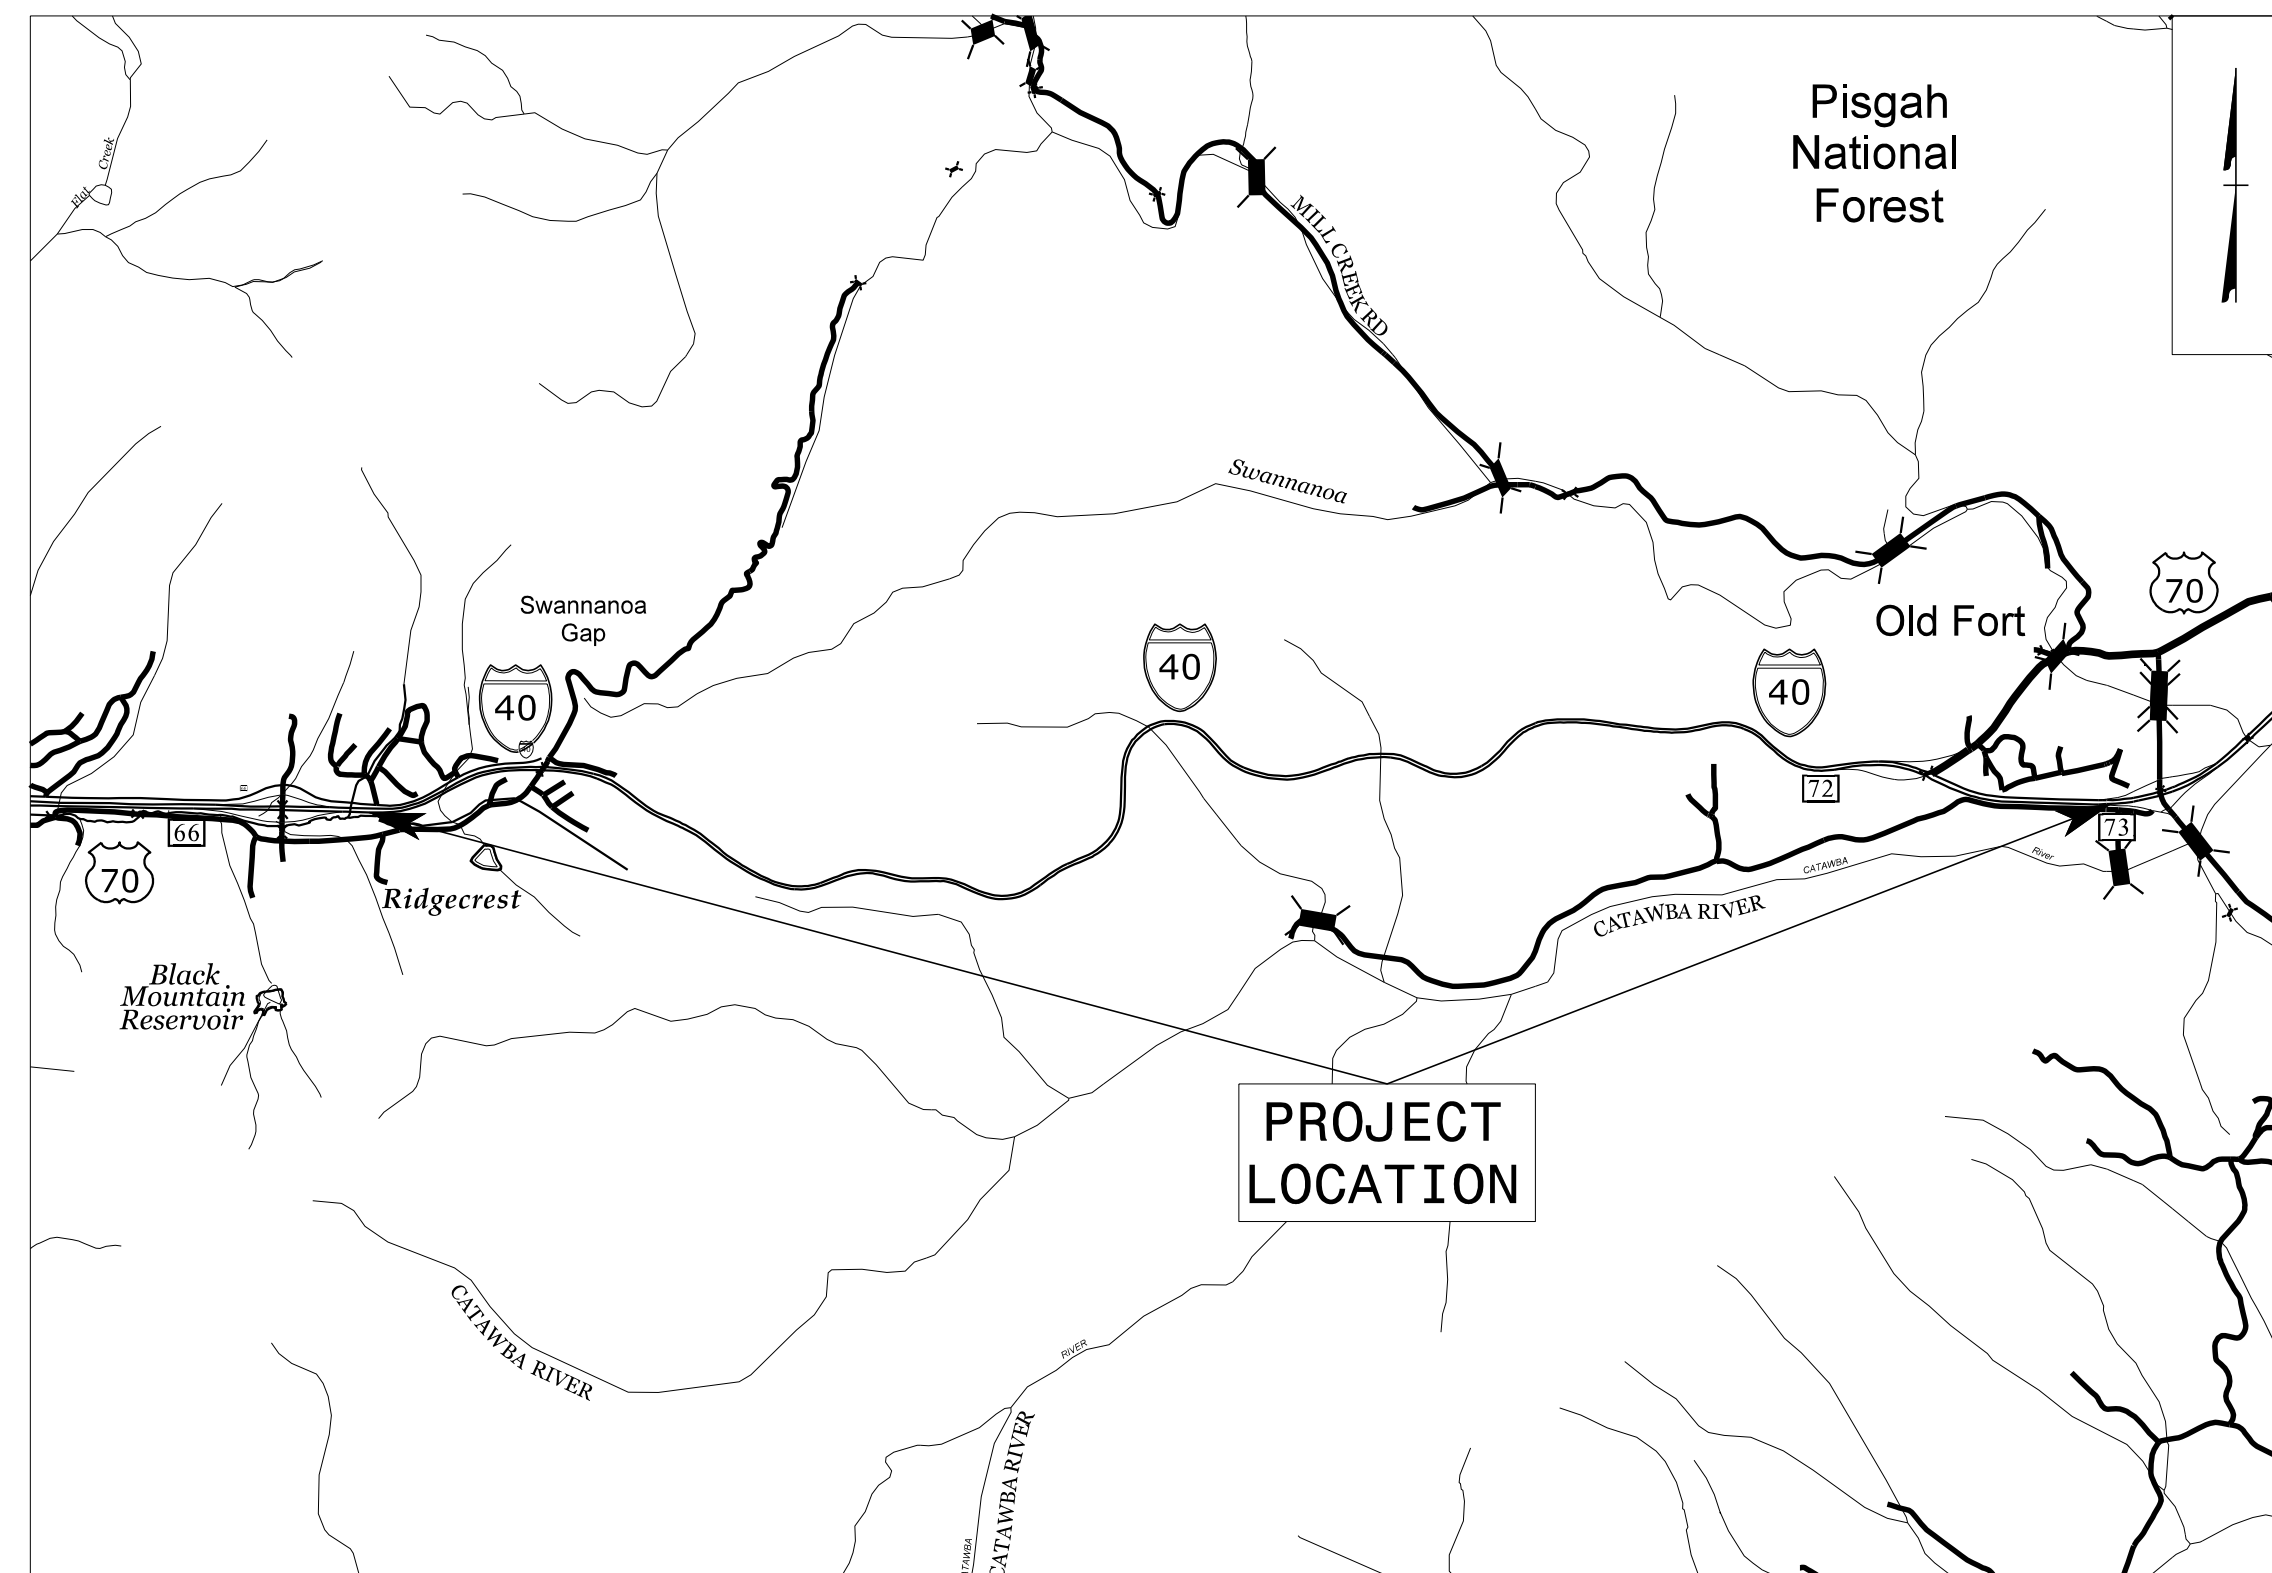 Pisgah
National
Forest
Flat Creek
MILL CREEK RD
Swannanoa
70
Swannanoa
Gap
Old Fort
40
40
40
40
72
66
73
70
CATAWBA
River
Ridgecrest
CATAWBA RIVER
Black
Mountain
Reservoir
PROJECT
LOCATION
CATAWBA RIVER
RIVER
CATAWBA RIVER